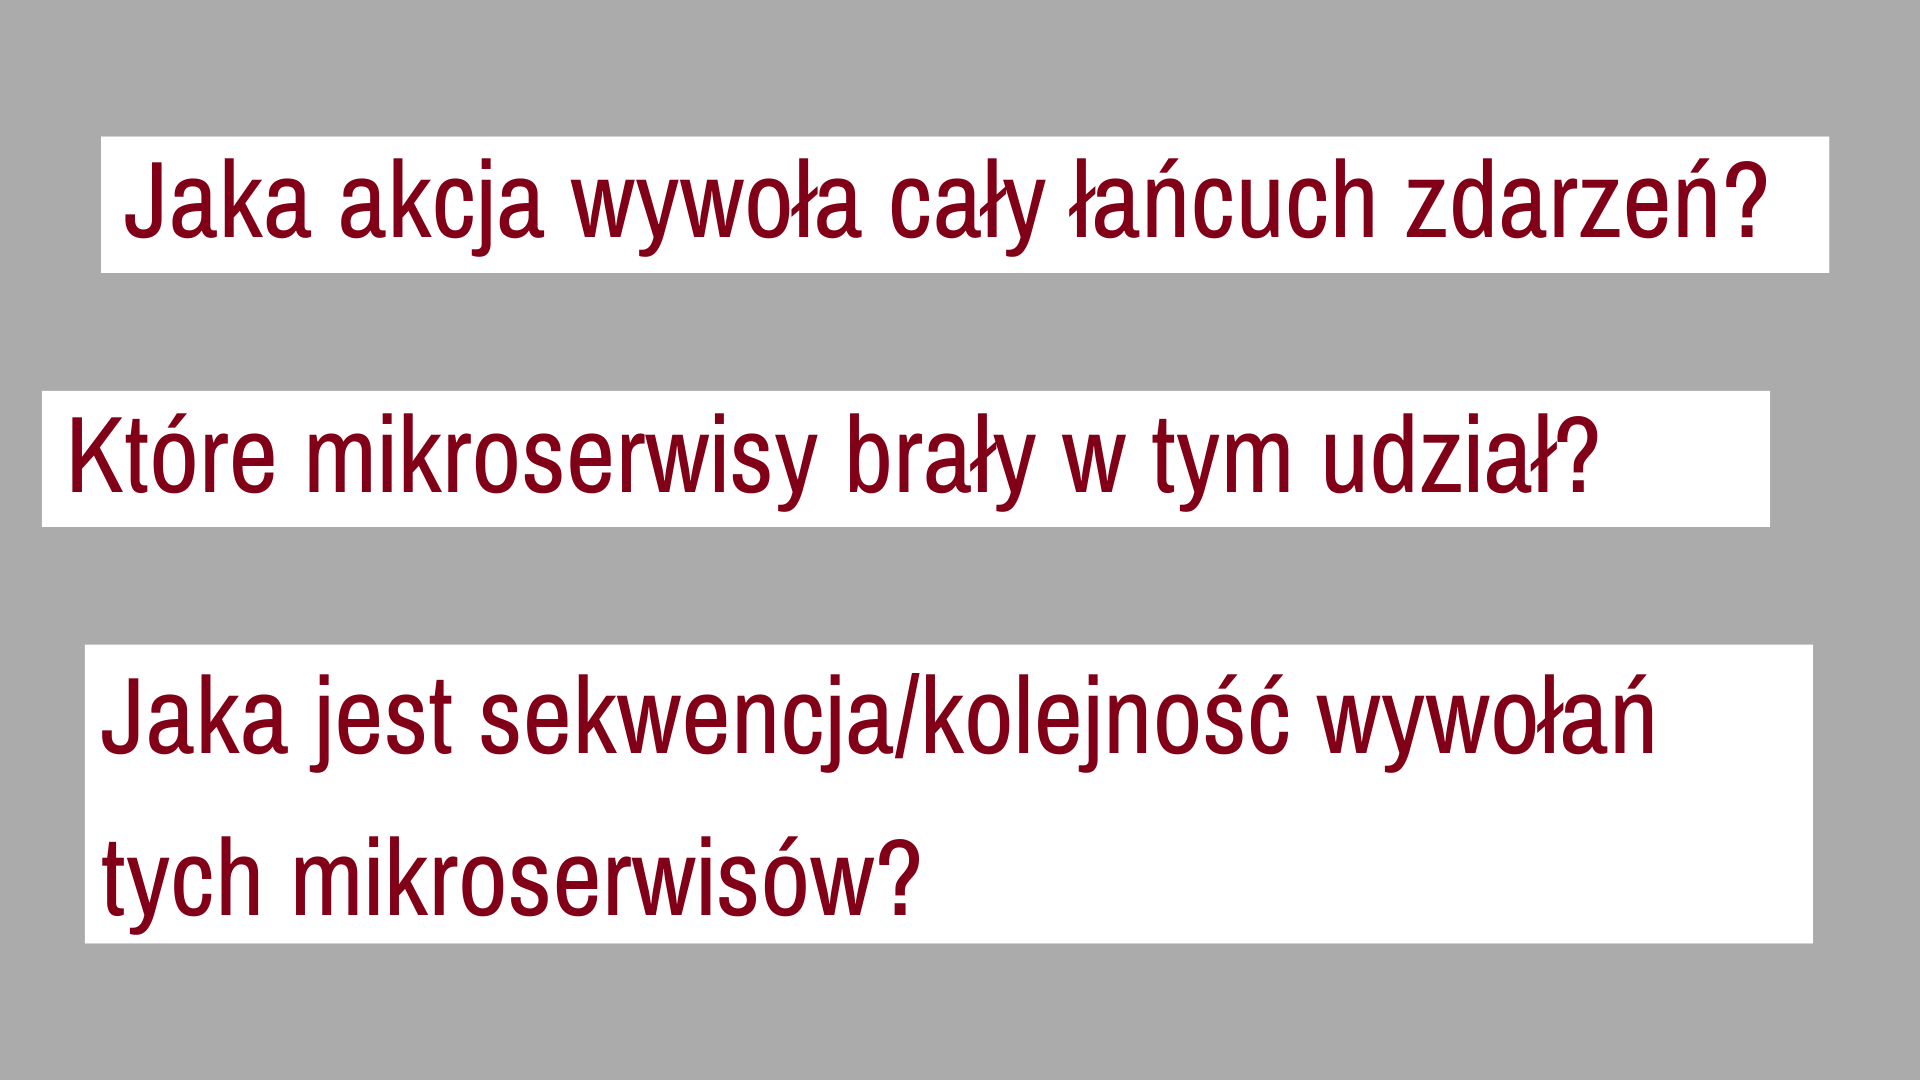 Jaka akcja wywoła cały łańcuch zdarzeń?
Które mikroserwisy brały w tym udział?
Jaka jest sekwencja/kolejność wywołań
tych mikroserwisów?